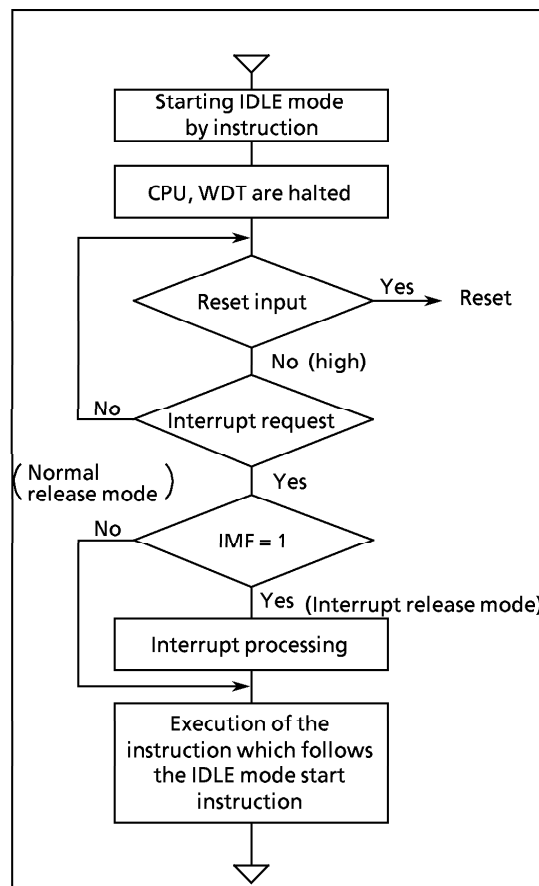 Starting IDLE mode
by instruction
CPU, WDT are halted
Reset input
Yes
Reset
No (high)
No
Interrupt request
(Normal
release mode)
Yes
No
IMF = 1
Yes (Interrupt release mode)
Interrupt processing
Execution of the
instruction which follows
the IDLE mode start
instruction